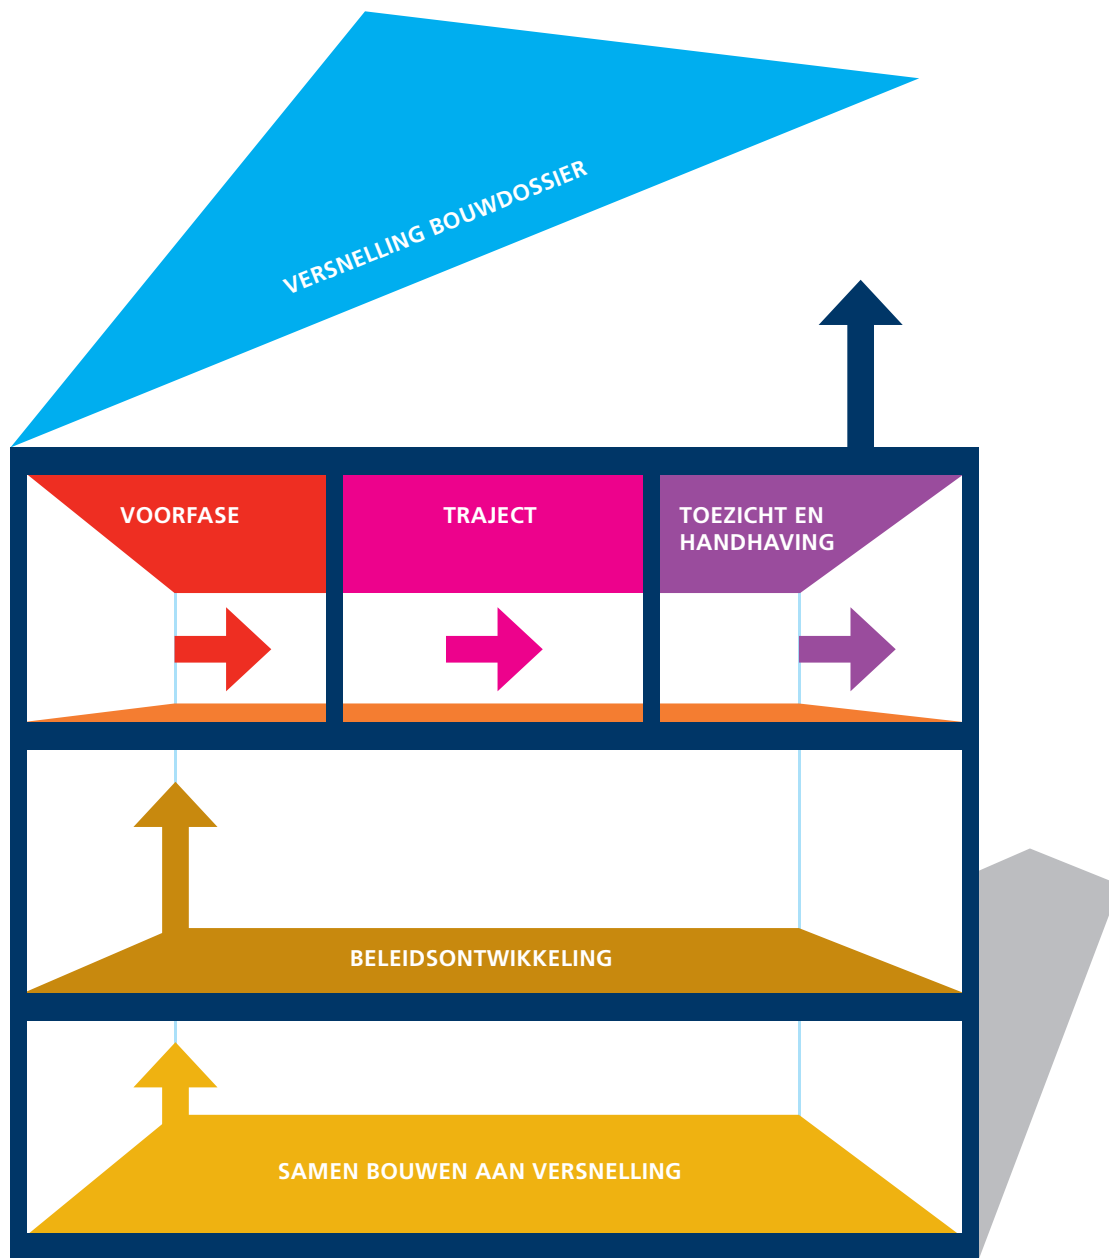 VERSNELLING BOUWDOSSIER
VOORFASE
TRAJECT
TOEZICHT EN
HANDHAVING
BELEIDSONTWIKKELING
SAMEN BOUWEN AAN VERSNELLING